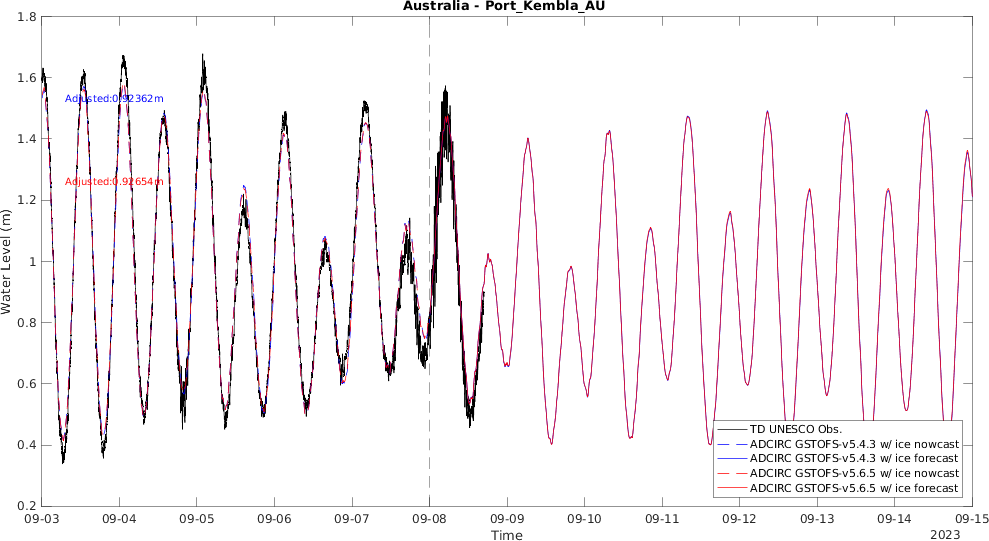 Australia - Port_Kembla_AU
1.8
1.6
1.4
1.2
1
0.8
0.6
0.4
0.2
Water Level (m)
Adjusted:0.92362m
Adjusted:0.92654m
TD UNESCO Obs.
ADCIRC GSTOFS-v5.4.3 w/ ice nowcast
ADCIRC GSTOFS-v5.4.3 w/ ice forecast
ADCIRC GSTOFS-v5.6.5 w/ ice nowcast
ADCIRC GSTOFS-v5.6.5 w/ ice forecast
09-03 09-04 09-05 09-06 09-07 09-08 09-09 09-10 09-11 09-12 09-13 09-14 09-15
Time
2023